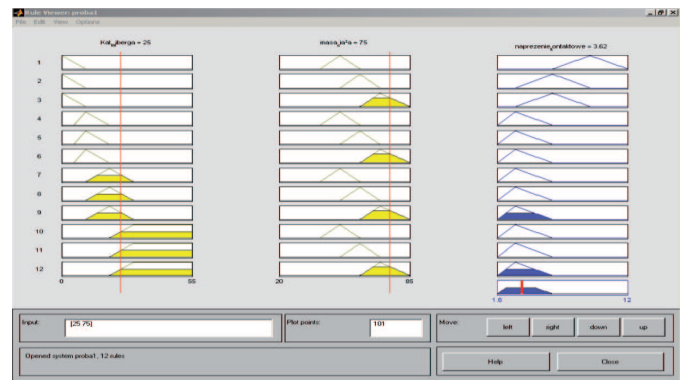 Rule Viewer: proba1
File Edit View Options
naprezenia_kontaktowe = 3.62
1
2
3
4
5
6
7
8
9
10
11
12
0 55
20 85
1.8 12
Input: [25 75]
Plot points: 101
Move: left right down up
Opened system proba1, 12 rules
Help Close